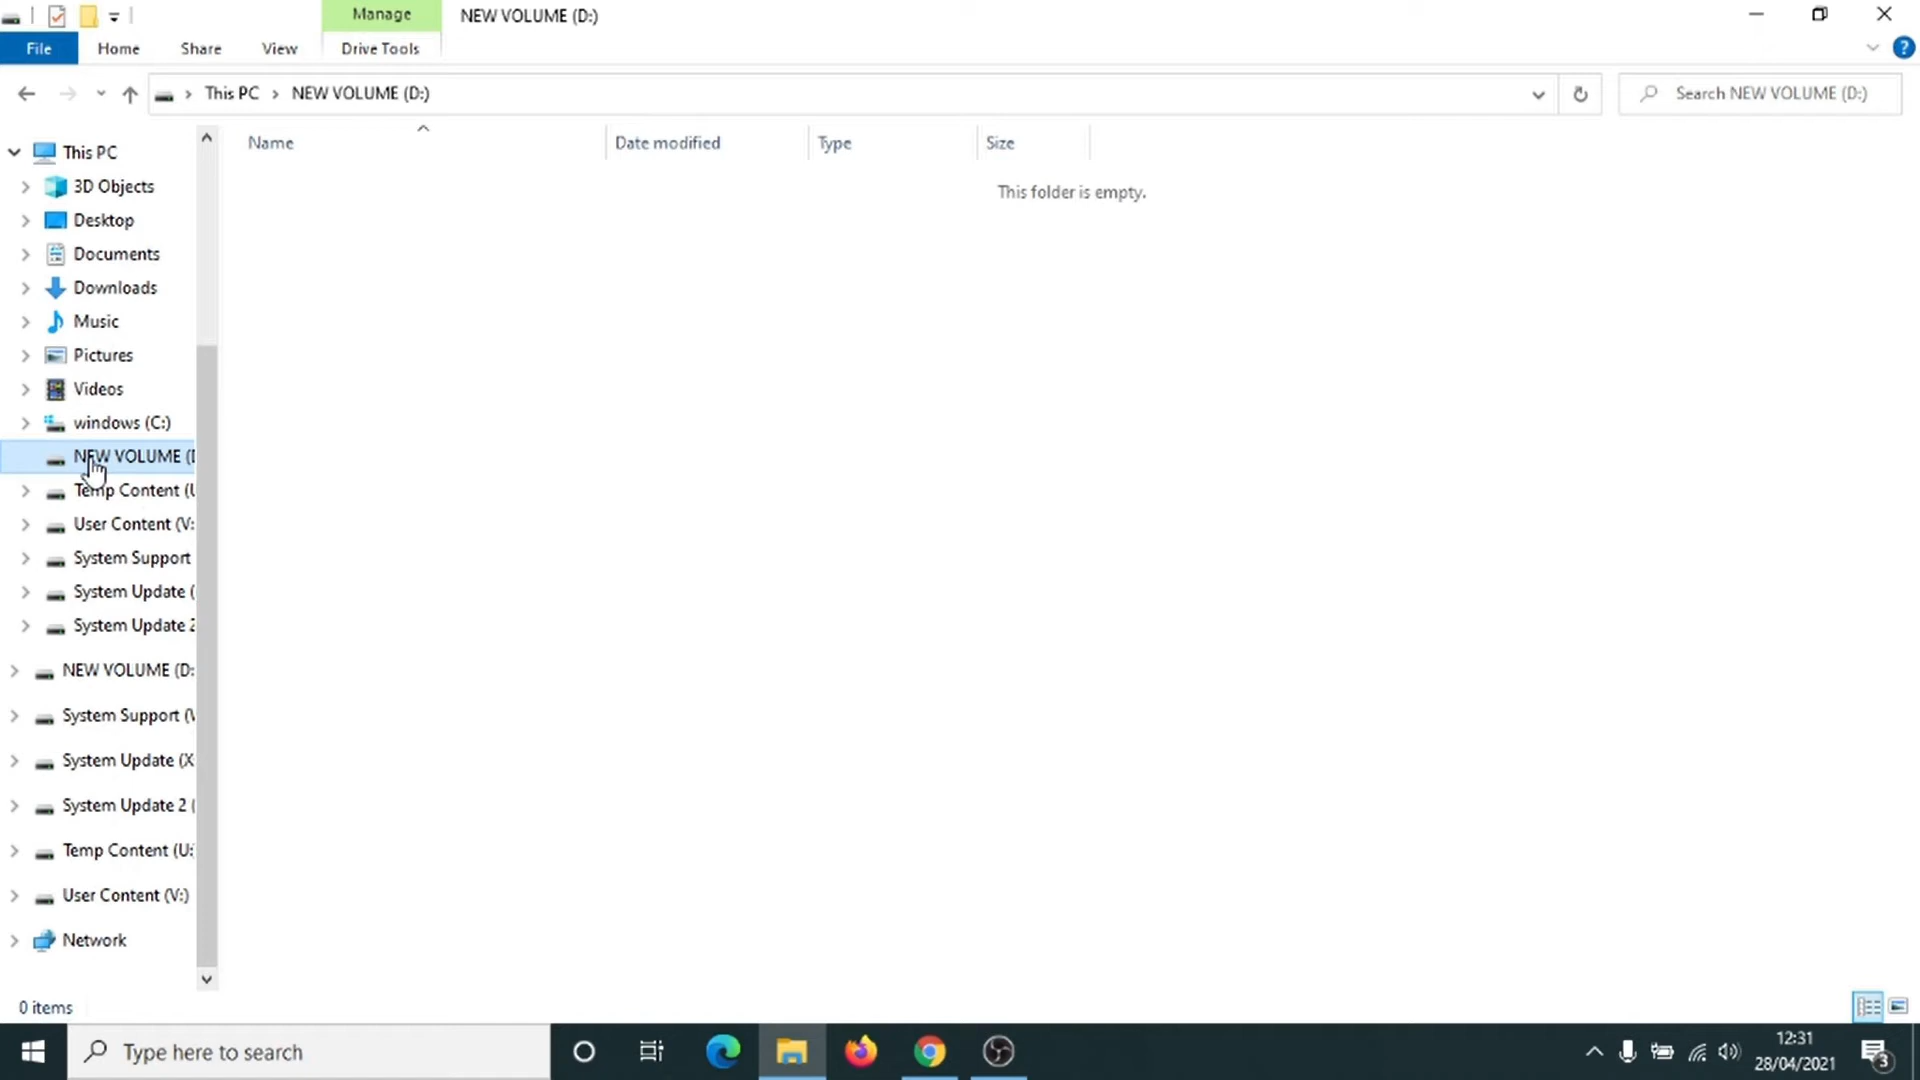 Manage
NEW VOLUME (D:)
File
Home
Share
View
Drive Tools
This PC
NEW VOLUME (D:)
Search NEW VOLUME (D:)
Name
Date modified
Type
Size
This folder is empty.
This PC
3D Objects
Desktop
Documents
Downloads
Music
Pictures
Videos
windows (C:)
NEW VOLUME (
Temp Content (
User Content (V:
System Support
System Update (
System Update 2
NEW VOLUME (D:
System Support (
System Update (X
System Update 2 (
Temp Content (U:
User Content (V:)
Network
0 items
Type here to search
12:31
28/04/2021
3